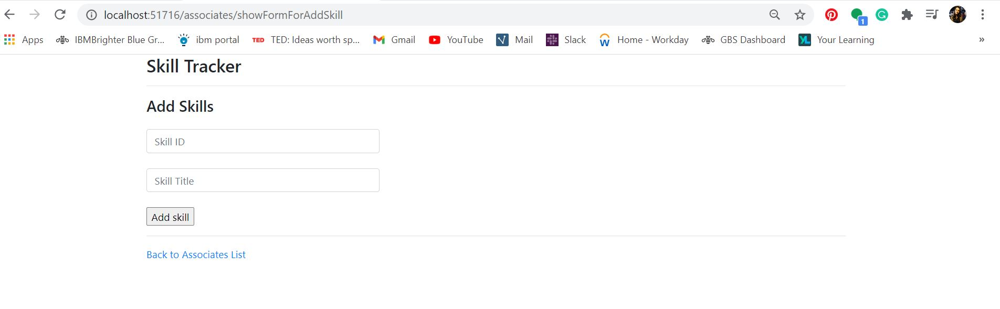 localhost:51716/associates/showFormForAddSkill
1
Apps IBMBrighter Blue Gr... ibm portal TED TED: Ideas worth sp... Gmail YouTube Mail Slack Home - Workday GBS Dashboard YL Your Learning »
Skill Tracker
Add Skills
Skill ID
Skill Title
Add skill
Back to Associates List